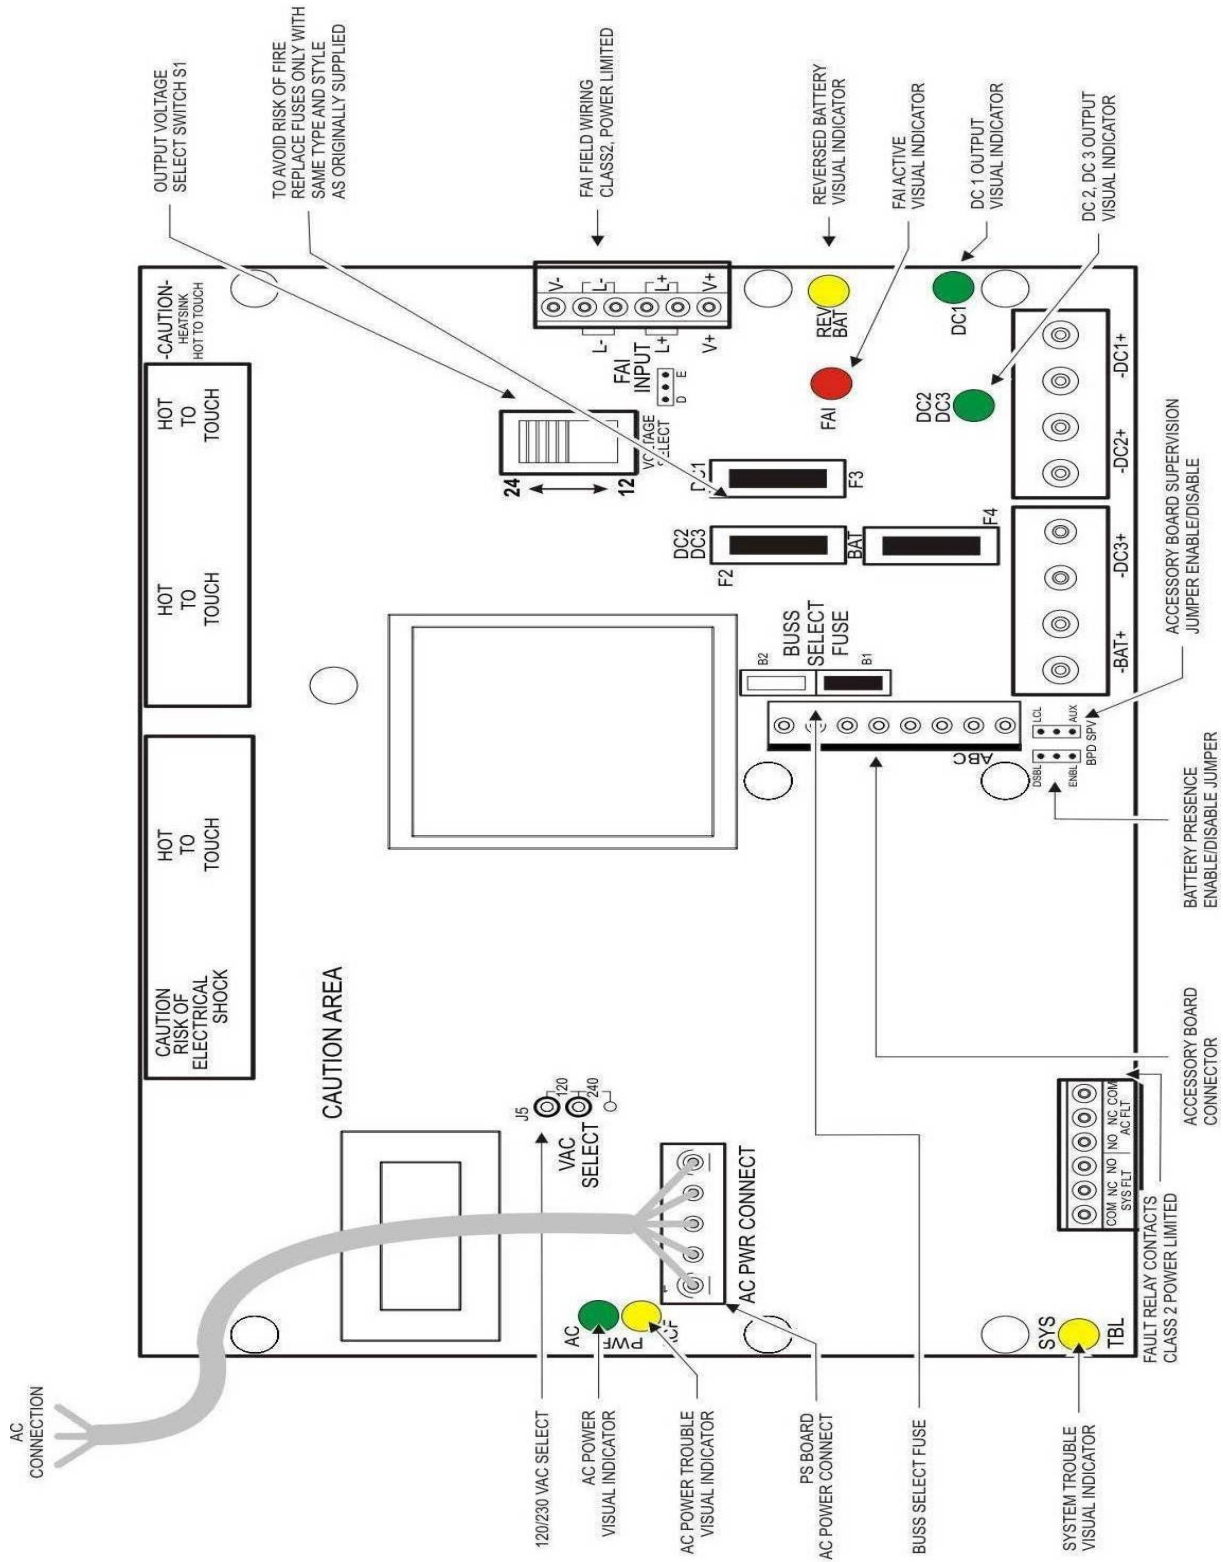 OUTPUT VOLTAGE
SELECT SWITCH S1
TO AVOID RISK OF FIRE
REPLACE FUSES ONLY WITH
SAME TYPE AND STYLE
AS ORIGINALLY SUPPLIED
FAI FIELD WIRING
CLASS2, POWER LIMITED
REVERSED BATTERY
VISUAL INDICATOR
FAI ACTIVE
VISUAL INDICATOR
DC 1 OUTPUT
VISUAL INDICATOR
DC 2, DC 3 OUTPUT
VISUAL INDICATOR
-CAUTION-
HEATSINK
HOT TO TOUCH
HOT
TO
TOUCH
HOT
TO
TOUCH
HOT
TO
TOUCH
CAUTION
RISK OF
ELECTRICAL
SHOCK
V-
L-
L+
V+
L-
L+
V+
FAI
INPUT
D E
24
12
VOLTAGE
SELECT
REV
BAT
FAI
DC1
DC2
DC3
DC1
F3
DC2
DC3
F2
BAT
F4
-DC1+
-DC2+
-DC3+
-BAT+
B2
BUSS
SELECT
FUSE
B1
ABC
LCL
AUX
SPV
DSBL
ENBL
BPD
ACCESSORY BOARD SUPERVISION
JUMPER ENABLE/DISABLE
BATTERY PRESENCE
ENABLE/DISABLE JUMPER
ACCESSORY BOARD
CONNECTOR
CAUTION AREA
J5
120
240
VAC
SELECT
AC PWR CONNECT
1
AC
PWF
COM NC NO
SYS FLT
NO NC COM
AC FLT
FAULT RELAY CONTACTS
CLASS 2 POWER LIMITED
SYS
TBL
AC
CONNECTION
120/230 VAC SELECT
AC POWER
VISUAL INDICATOR
AC POWER TROUBLE
VISUAL INDICATOR
PS BOARD
AC POWER CONNECT
BUSS SELECT FUSE
SYSTEM TROUBLE
VISUAL INDICATOR